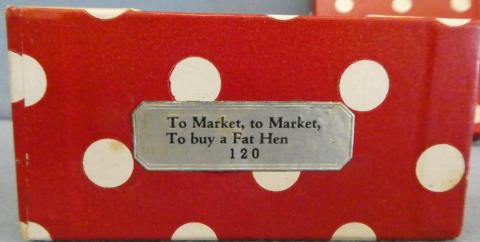 To Market, to Market,
To buy a Fat Hen
120